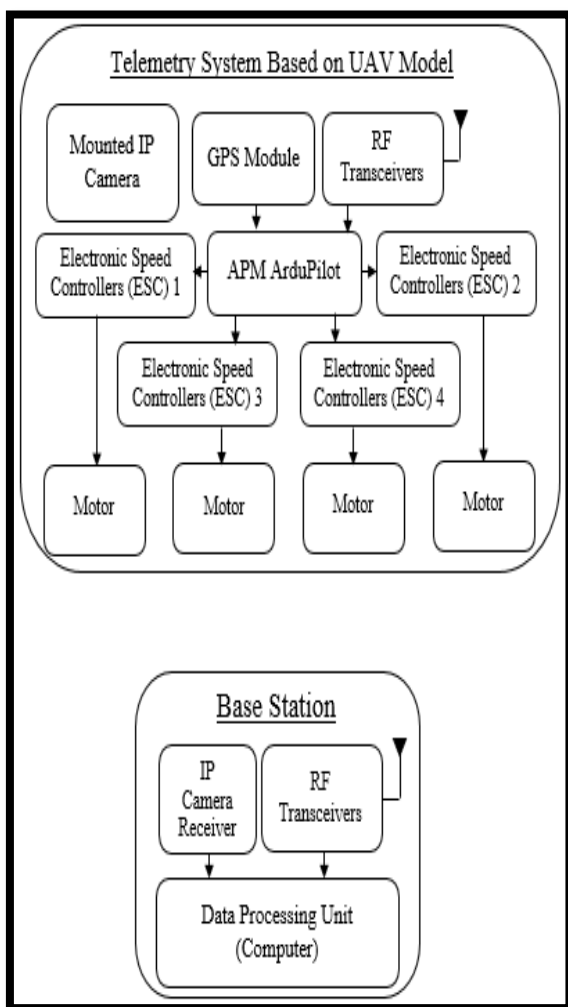 Telemetry System Based on UAV Model
Mounted IP
Camera
GPS Module
RF
Transceivers
Electronic Speed
Controllers (ESC) 1
APM ArduPilot
Electronic Speed
Controllers (ESC) 2
Electronic Speed
Controllers (ESC) 3
Electronic Speed
Controllers (ESC) 4
Motor
Motor
Motor
Motor
Base Station
IP
Camera
Receiver
RF
Transceivers
Data Processing Unit
(Computer)